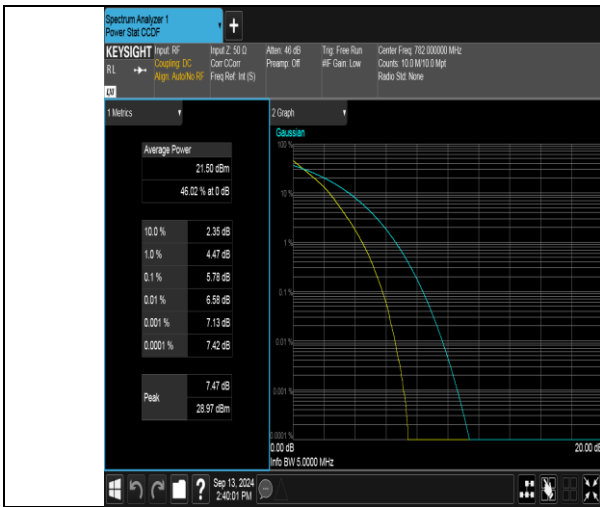 Spectrum Analyzer 1
Power Stat CCDF
+
KEYSIGHT Input: RF Input Z: 50 Ω Atten: 46 dB Trig: Free Run Center Freq: 782.000000 MHz
RL Coupling: DC Corr CCorr Preamp: Off #IF Gain: Low Counts: 10.0 M/10.0 Mpt
Align: Auto/No RF Freq Ref: Int (S) Radio Std: None
LXI
1 Metrics
Average Power
21.50 dBm
46.02 % at 0 dB
10.0 % 2.35 dB
1.0 % 4.47 dB
0.1 % 5.78 dB
0.01 % 6.58 dB
0.001 % 7.13 dB
0.0001 % 7.42 dB
Peak 7.47 dB
28.97 dBm
2 Graph
Gaussian
100 %
10 %
1 %
0.1 %
0.01 %
0.001 %
0.0001 %
0.00 dB 20.00 dB
Info BW 5.0000 MHz
? Sep 13, 2024
2:40:01 PM